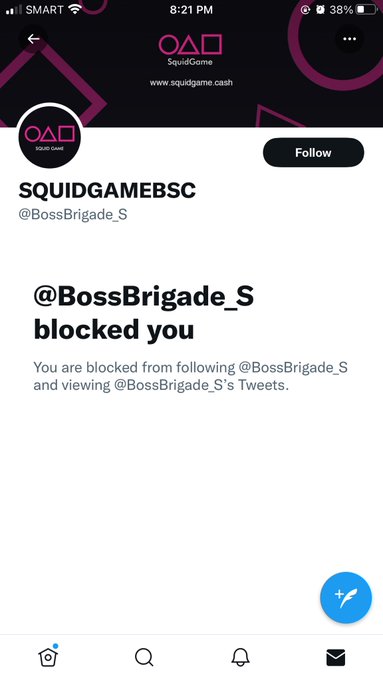 SMART
8:21 PM
38%
SquidGame
www.squidgame.cash
SQUID GAME
Follow
SQUIDGAMEBSC
@BossBrigade_S
@BossBrigade_S
blocked you
You are blocked from following @BossBrigade_S
and viewing @BossBrigade_S’s Tweets.